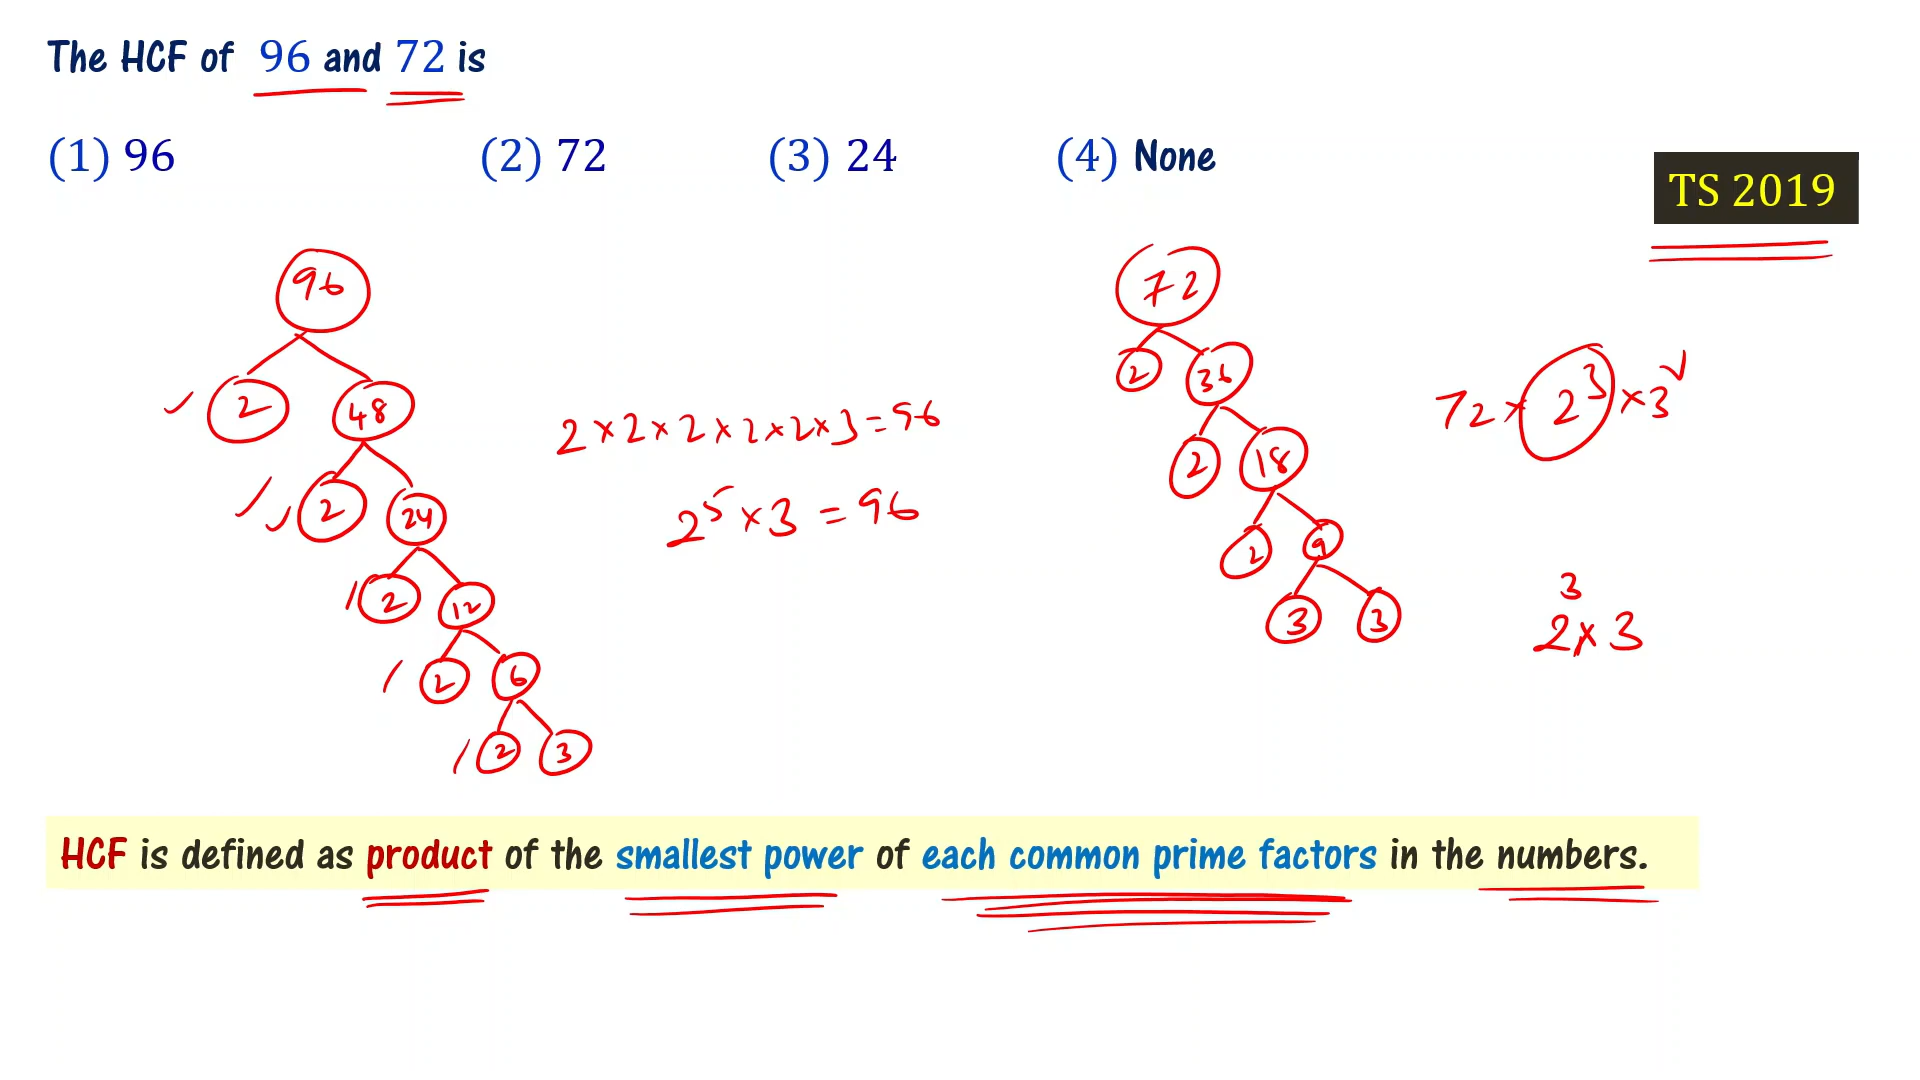 The HCF of 96 and 72 is
(1) 96 (2) 72 (3) 24 (4) None
TS 2019
96
2 48
2 24
2 12
2 6
2 3
2 × 2 × 2 × 2 × 2 × 3 = 96
2⁵ × 3 = 96
72
2 36
2 18
2 9
3 3
72 × 2³ × 3
3
2 × 3
HCF is defined as product of the smallest power of each common prime factors in the numbers.